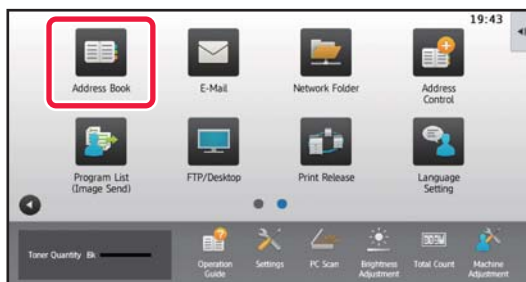 19:43
Address Book
E-Mail
Network Folder
Address
Control
Program List
(Image Send)
FTP/Desktop
Print Release
Language
Setting
Toner Quantity Bk
Operation
Guide
Settings
PC Scan
Brightness
Adjustment
Total Count
Machine
Adjustment